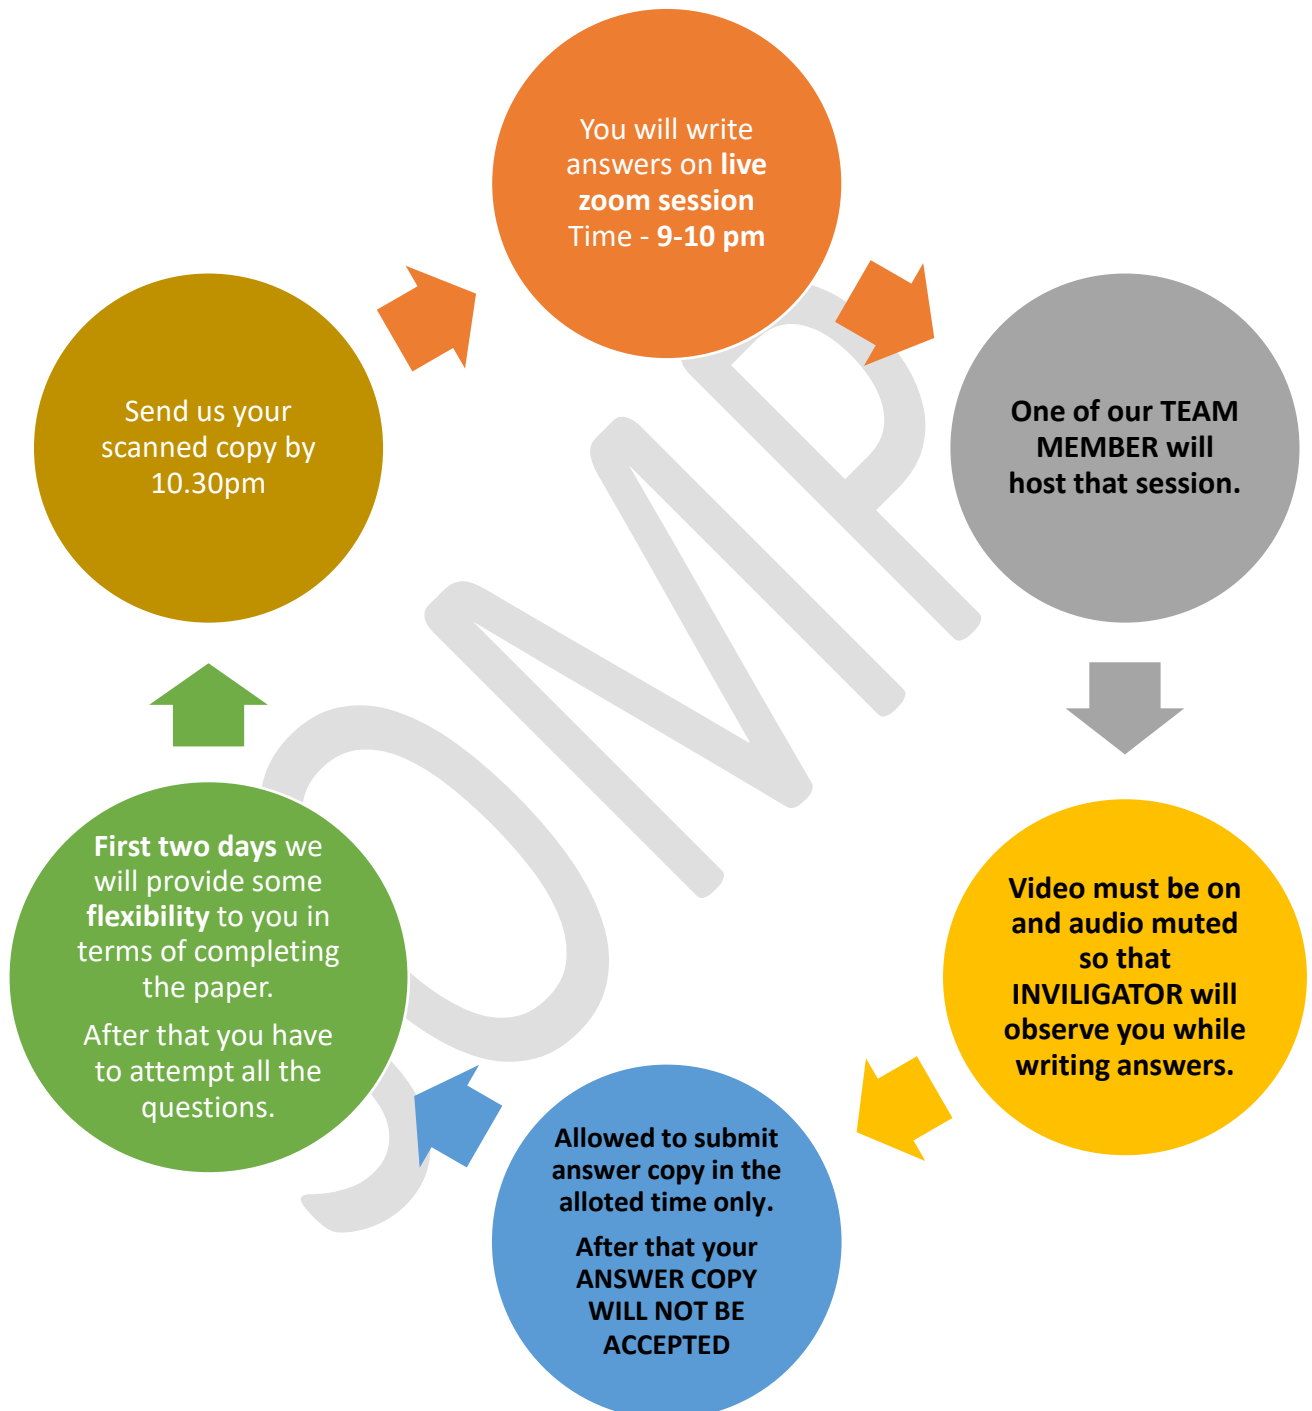 You will write
answers on live
zoom session
Time - 9-10 pm
One of our TEAM
MEMBER will
host that session.
Video must be on
and audio muted
so that
INVILIGATOR will
observe you while
writing answers.
Allowed to submit
answer copy in the
alloted time only.
After that your
ANSWER COPY
WILL NOT BE
ACCEPTED
First two days we
will provide some
flexibility to you in
terms of completing
the paper.
After that you have
to attempt all the
questions.
Send us your
scanned copy by
10.30pm